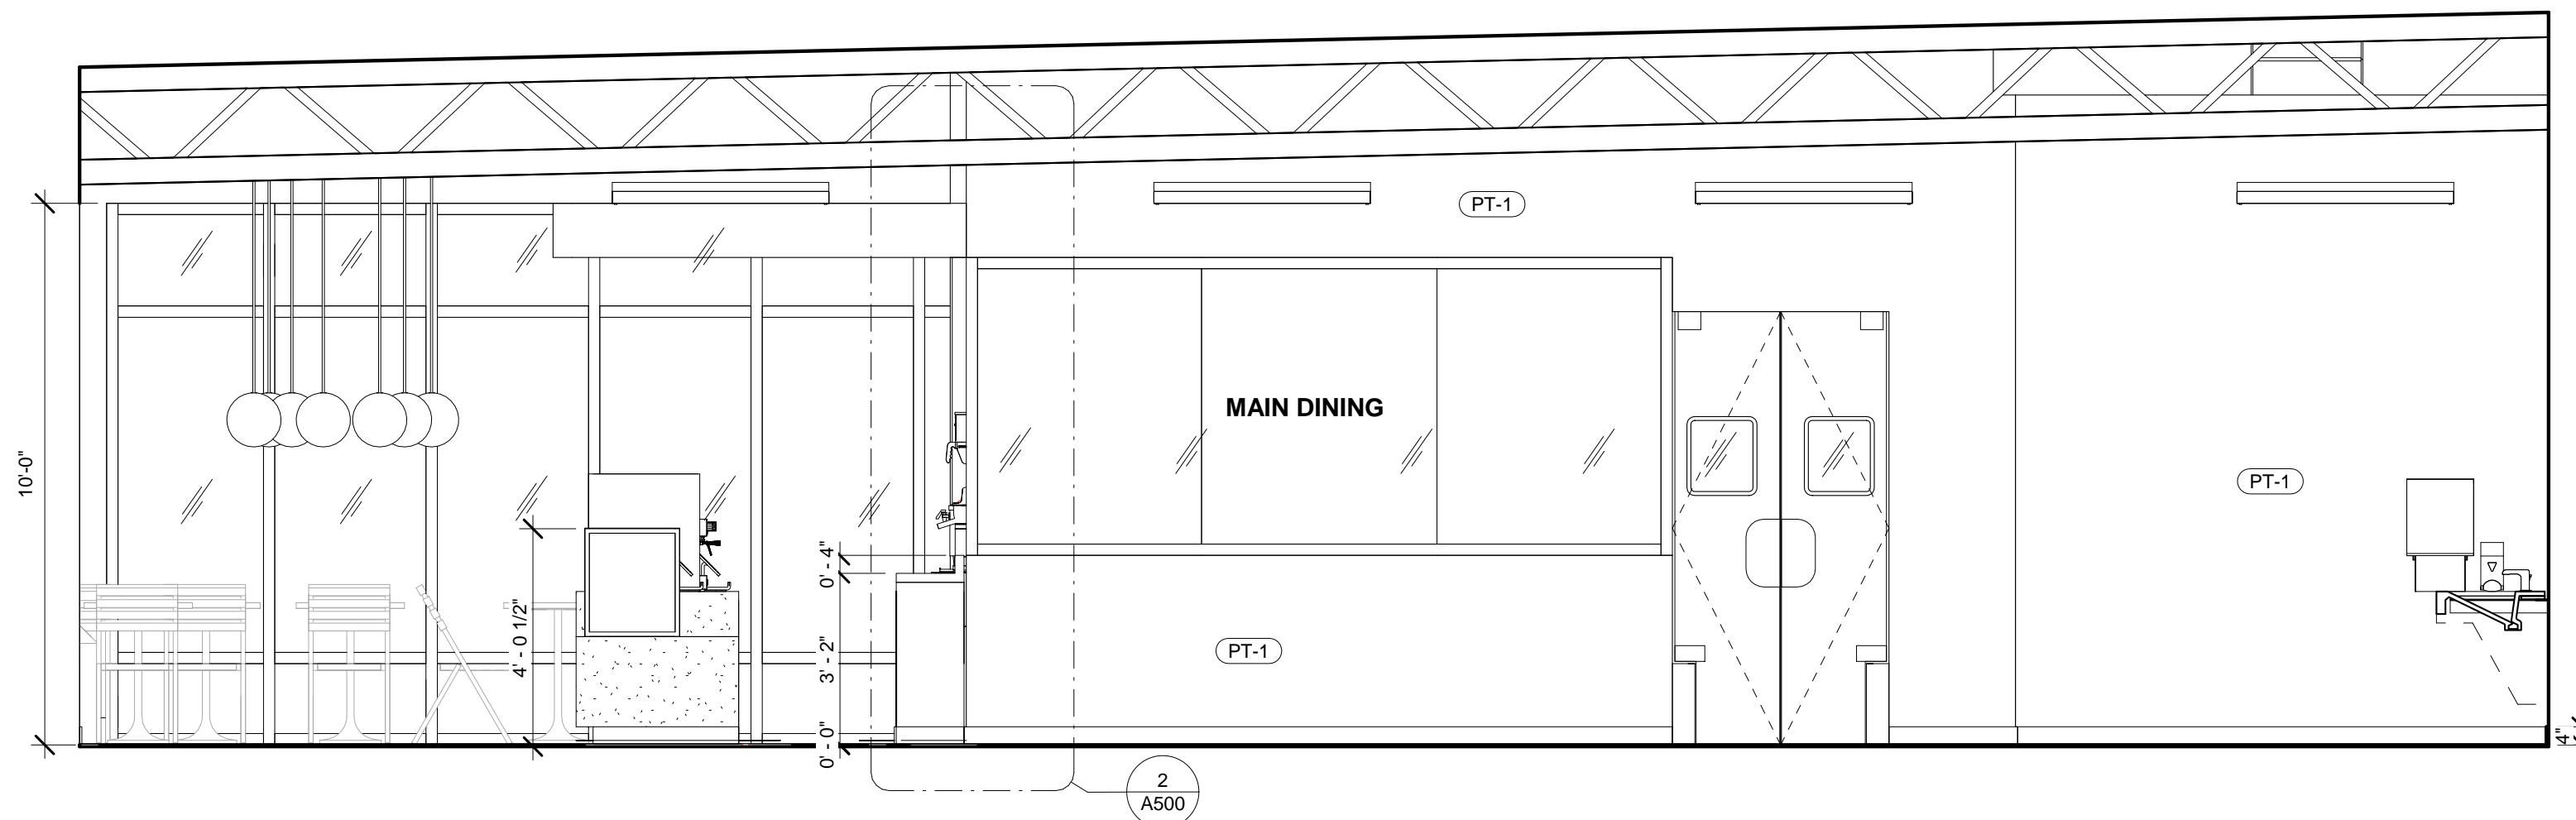 PT-1
MAIN DINING
10'-0"
PT-1
0' - 4"
4' - 0 1/2"
3' - 2"
PT-1
0' - 0"
4"
2
A500